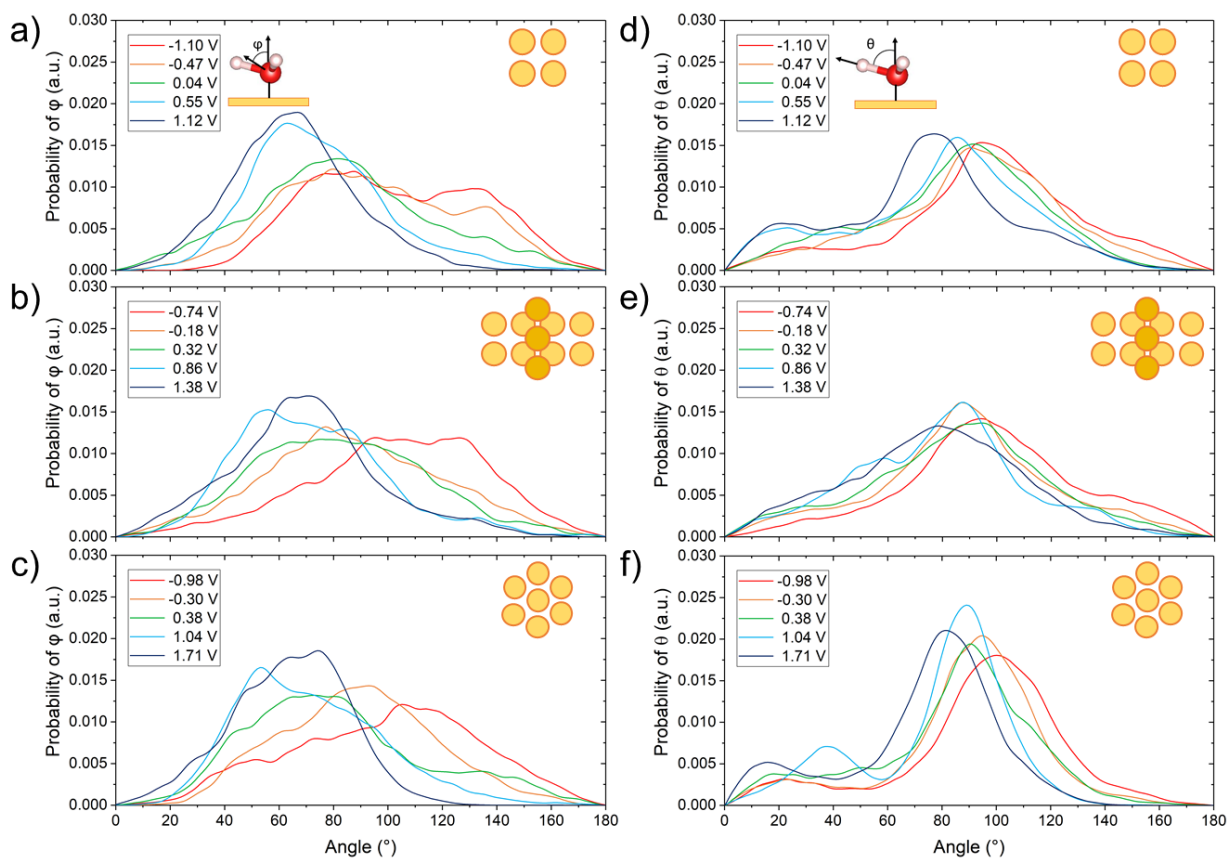 a)
Probability of φ (a.u.)
0.030
0.025
0.020
0.015
0.010
0.005
0.000
-1.10 V
-0.47 V
0.04 V
0.55 V
1.12 V
φ
d)
Probability of θ (a.u.)
0.030
0.025
0.020
0.015
0.010
0.005
0.000
-1.10 V
-0.47 V
0.04 V
0.55 V
1.12 V
θ
b)
Probability of φ (a.u.)
0.030
0.025
0.020
0.015
0.010
0.005
0.000
-0.74 V
-0.18 V
0.32 V
0.86 V
1.38 V
e)
Probability of θ (a.u.)
0.030
0.025
0.020
0.015
0.010
0.005
0.000
-0.74 V
-0.18 V
0.32 V
0.86 V
1.38 V
c)
Probability of φ (a.u.)
0.030
0.025
0.020
0.015
0.010
0.005
0.000
-0.98 V
-0.30 V
0.38 V
1.04 V
1.71 V
0 20 40 60 80 100 120 140 160 180
Angle (°)
f)
Probability of θ (a.u.)
0.030
0.025
0.020
0.015
0.010
0.005
0.000
-0.98 V
-0.30 V
0.38 V
1.04 V
1.71 V
0 20 40 60 80 100 120 140 160 180
Angle (°)